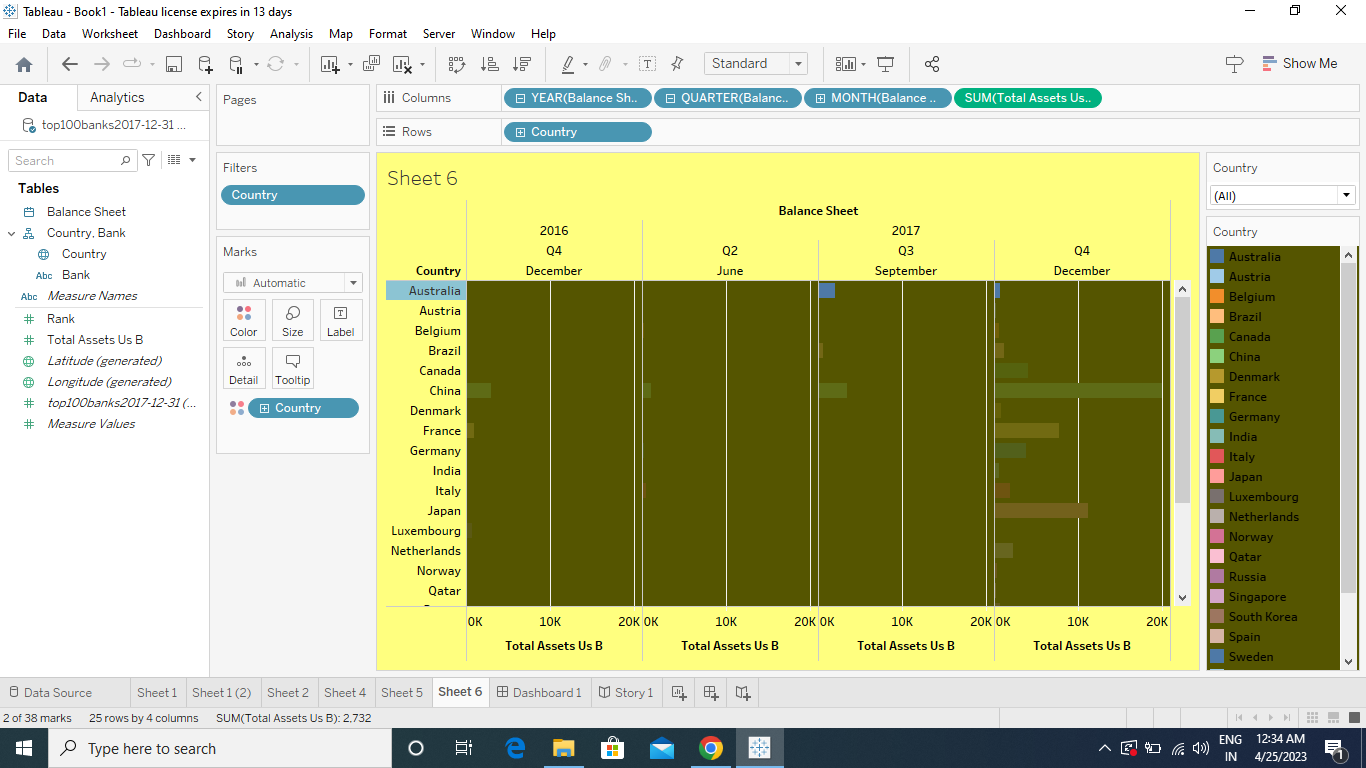 Tableau - Book1 - Tableau license expires in 13 days
File Data Worksheet Dashboard Story Analysis Map Format Server Window Help
Standard
Show Me
Data Analytics
top100banks2017-12-31 ...
Search
Tables
Balance Sheet
Country, Bank
Country
Abc Bank
Abc Measure Names
Rank
Total Assets Us B
Latitude (generated)
Longitude (generated)
top100banks2017-12-31 (...
Measure Values
Pages
Filters
Country
Marks
Automatic
Color Size Label
Detail Tooltip
Country
Columns YEAR(Balance Sh.. QUARTER(Balanc.. MONTH(Balance .. SUM(Total Assets Us..
Rows Country
Sheet 6
Balance Sheet
2016 2017
Q4 Q2 Q3 Q4
Country December June September December
Australia
Austria
Belgium
Brazil
Canada
China
Denmark
France
Germany
India
Italy
Japan
Luxembourg
Netherlands
Norway
Qatar
0K 10K 20K 0K 10K 20K 0K 10K 20K 0K 10K 20K
Total Assets Us B Total Assets Us B Total Assets Us B Total Assets Us B
Country
(All)
Country
Australia
Austria
Belgium
Brazil
Canada
China
Denmark
France
Germany
India
Italy
Japan
Luxembourg
Netherlands
Norway
Qatar
Russia
Singapore
South Korea
Spain
Sweden
Data Source Sheet 1 Sheet 1 (2) Sheet 2 Sheet 4 Sheet 5 Sheet 6 Dashboard 1 Story 1
2 of 38 marks 25 rows by 4 columns SUM(Total Assets Us B): 2,732
Type here to search
ENG
IN
12:34 AM
4/25/2023
1